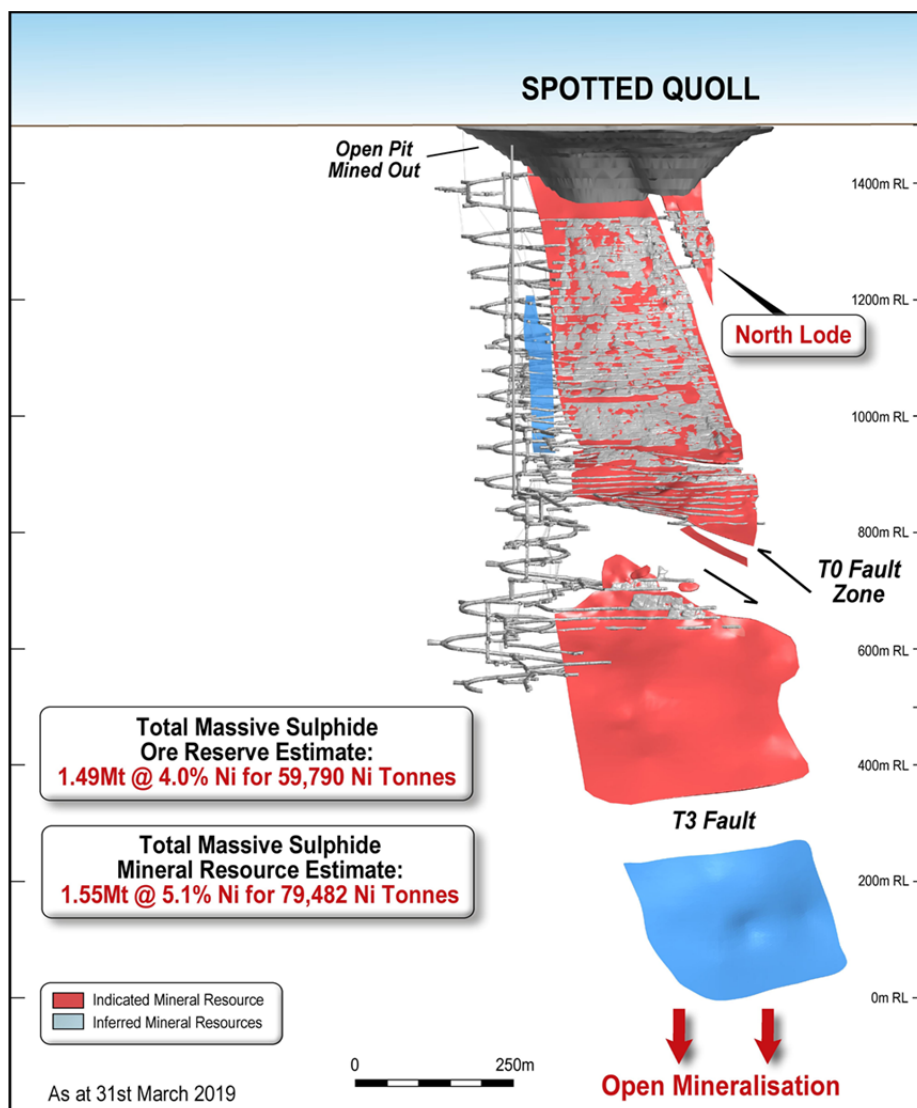 SPOTTED QUOLL
Open Pit
Mined Out
1400m RL
1200m RL
North Lode
1000m RL
800m RL
T0 Fault
Zone
600m RL
Total Massive Sulphide
Ore Reserve Estimate:
1.49Mt @ 4.0% Ni for 59,790 Ni Tonnes
400m RL
T3 Fault
Total Massive Sulphide
Mineral Resource Estimate:
1.55Mt @ 5.1% Ni for 79,482 Ni Tonnes
200m RL
Indicated Mineral Resource
Inferred Mineral Resources
0m RL
0 250m
Open Mineralisation
As at 31st March 2019